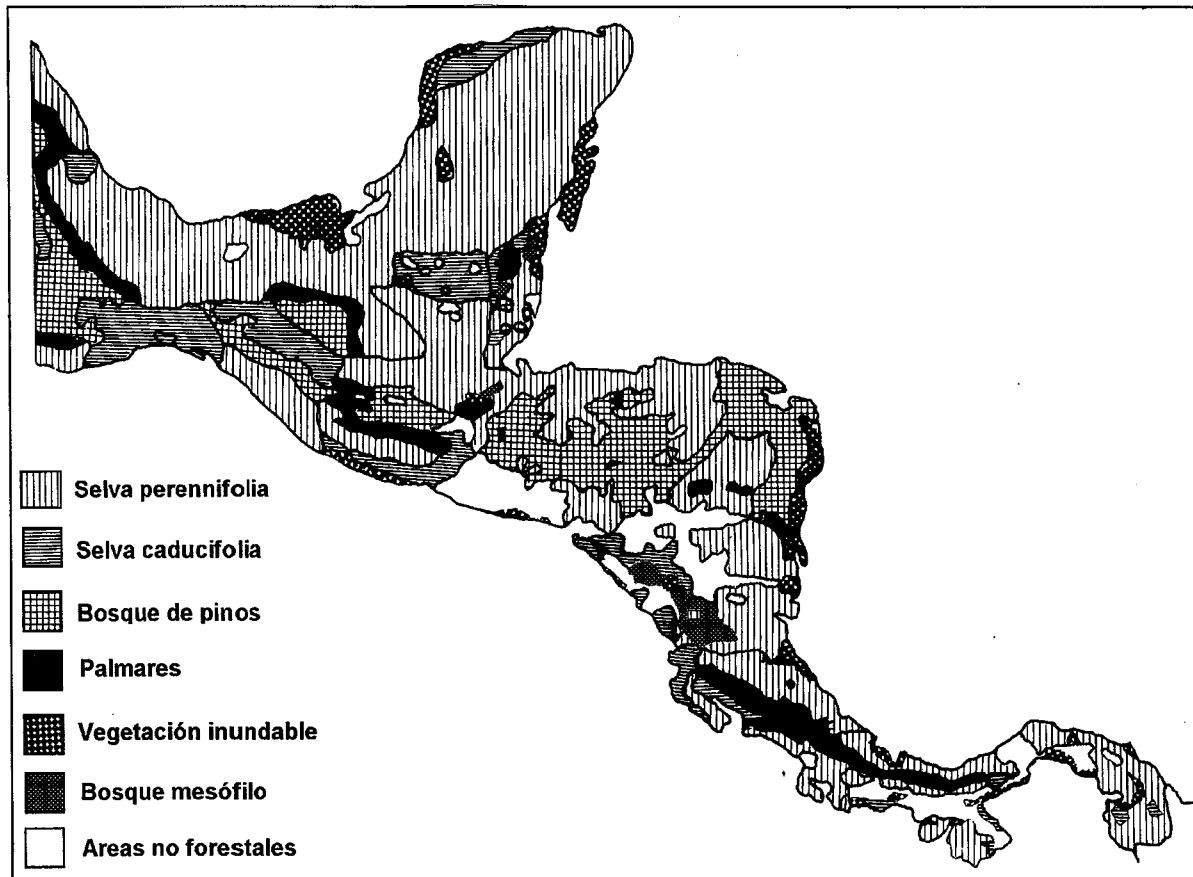 Selva perennifolia
Selva caducifolia
Bosque de pinos
Palmares
Vegetación inundable
Bosque mesófilo
Areas no forestales